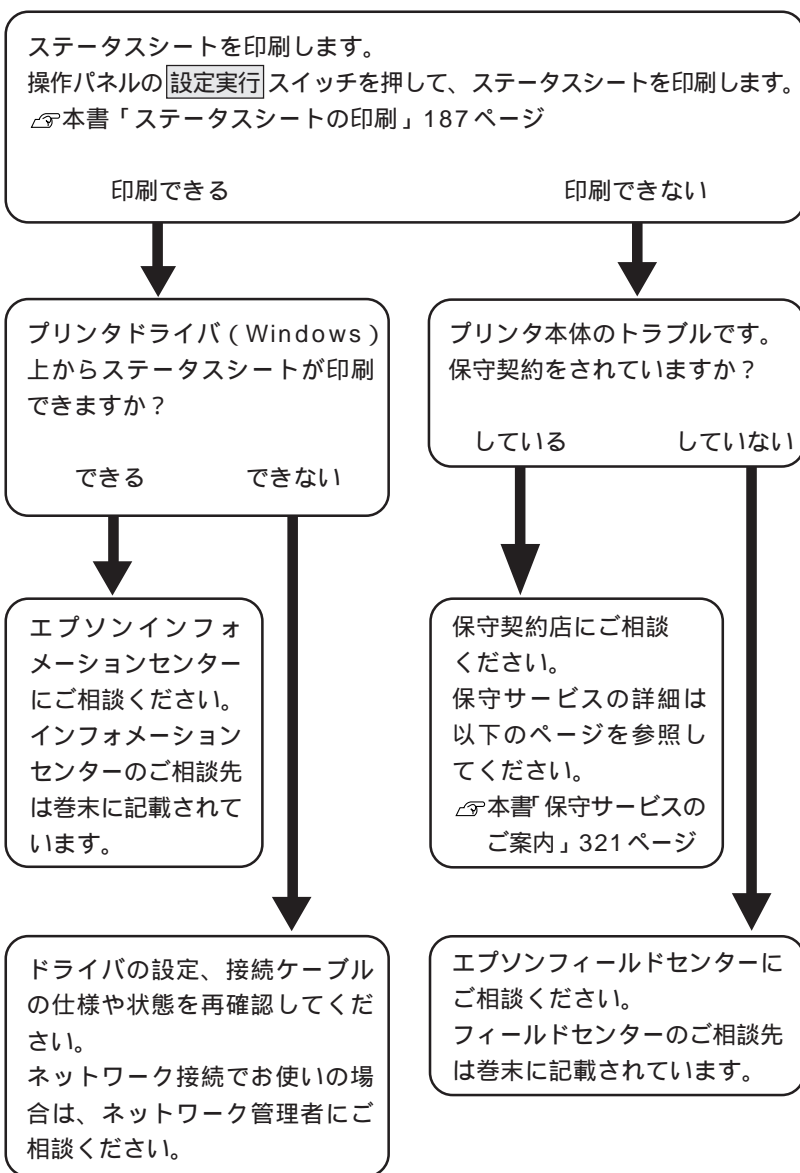 ステータスシートを印刷します。
操作パネルの 設定実行 スイッチを押して、ステータスシートを印刷します。
本書「ステータスシートの印刷」187ページ
印刷できる 印刷できない
プリンタドライバ(Windows)
上からステータスシートが印刷
できますか?
できる できない
プリンタ本体のトラブルです。
保守契約をされていますか?
している していない
エプソンインフォ
メーションセンター
にご相談ください。
インフォメーション
センターのご相談先
は巻末に記載されて
います。
保守契約店にご相談
ください。
保守サービスの詳細は
以下のページを参照し
てください。
本書「保守サービスの
ご案内」321ページ
ドライバの設定、接続ケーブル
の仕様や状態を再確認してくだ
さい。
ネットワーク接続でお使いの場
合は、ネットワーク管理者にご
相談ください。
エプソンフィールドセンターに
ご相談ください。
フィールドセンターのご相談先
は巻末に記載されています。